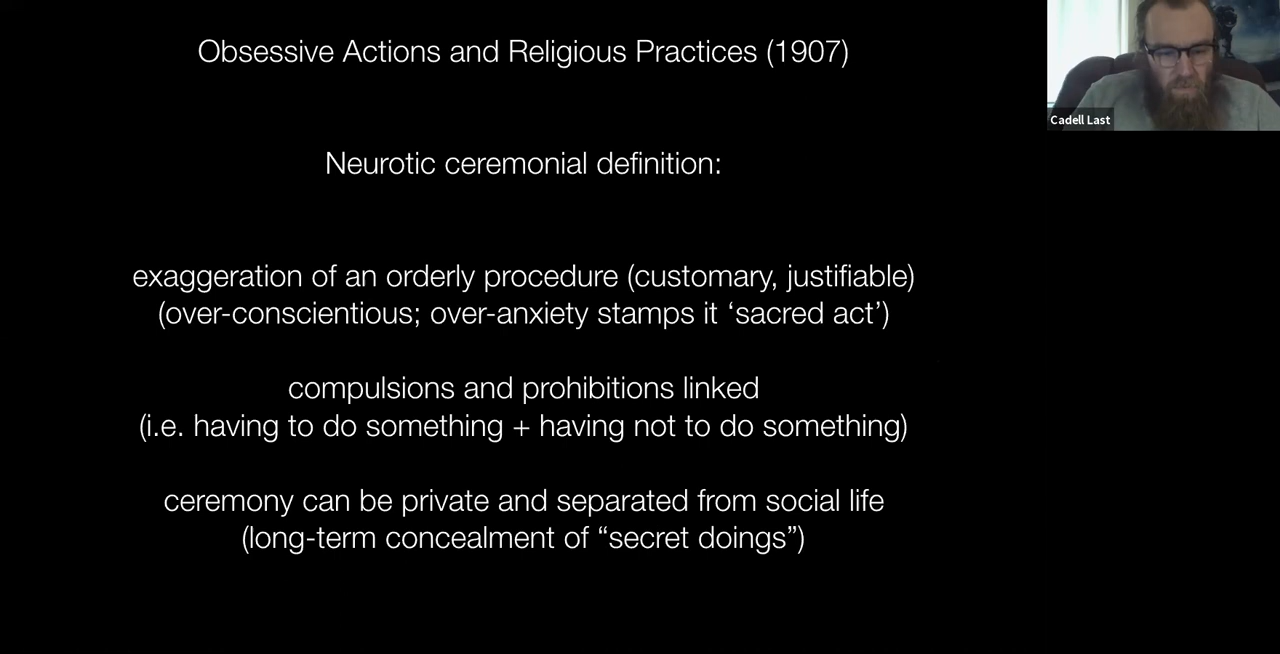 Obsessive Actions and Religious Practices (1907)
Cadell Last
Neurotic ceremonial definition:
exaggeration of an orderly procedure (customary, justifiable)
(over-conscientious; over-anxiety stamps it ‘sacred act’)
compulsions and prohibitions linked
(i.e. having to do something + having not to do something)
ceremony can be private and separated from social life
(long-term concealment of “secret doings”)